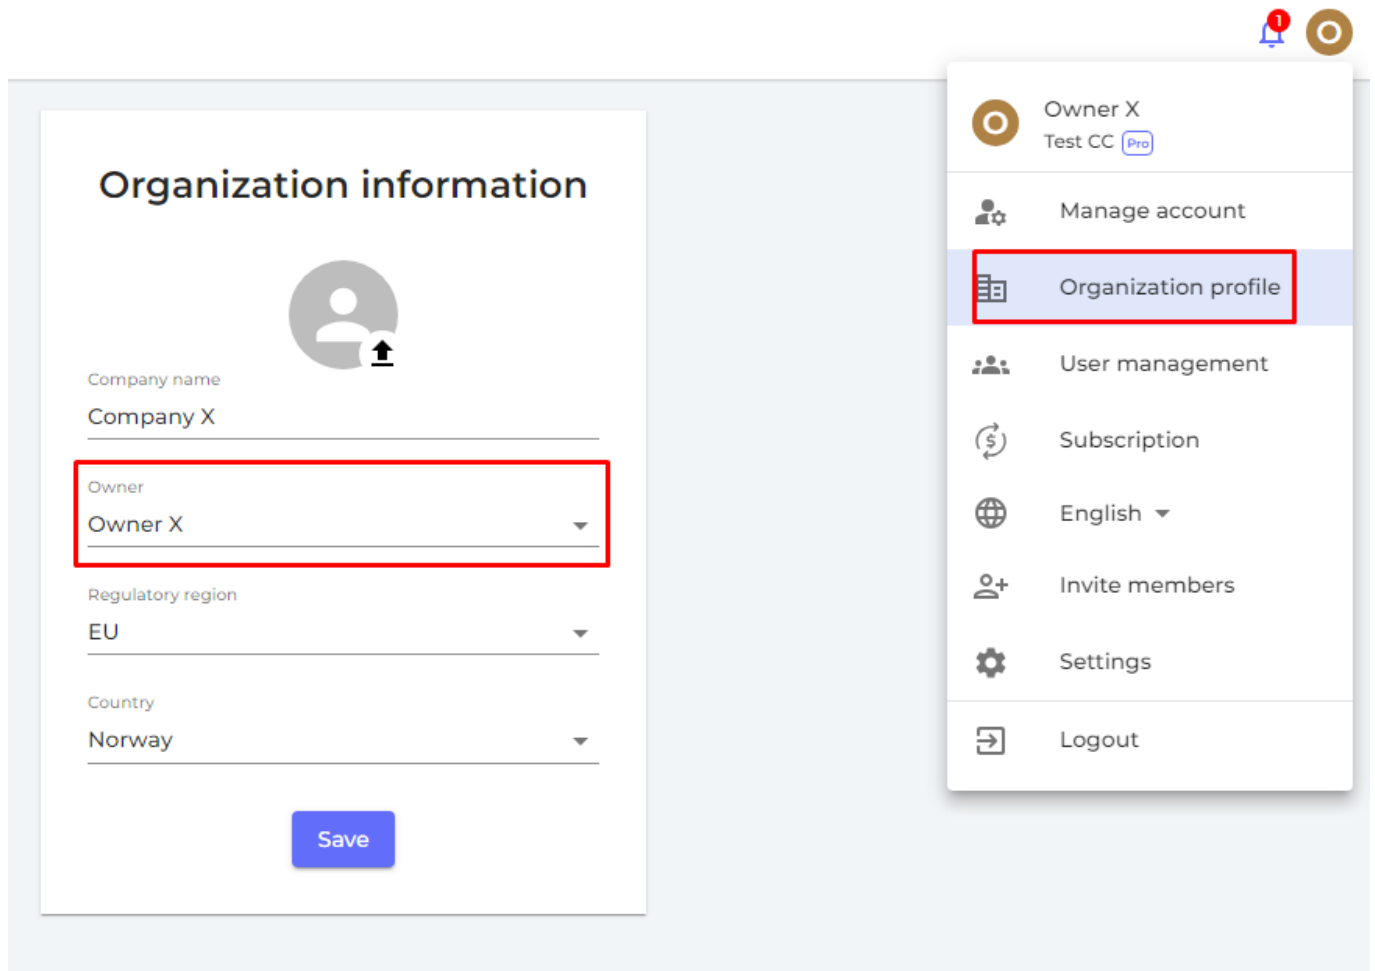 1
O
Organization information
Company name
Company X
Owner
Owner X
Regulatory region
EU
Country
Norway
Save
O
Owner X
Test CC Pro
Manage account
Organization profile
User management
$
Subscription
English
Invite members
Settings
Logout